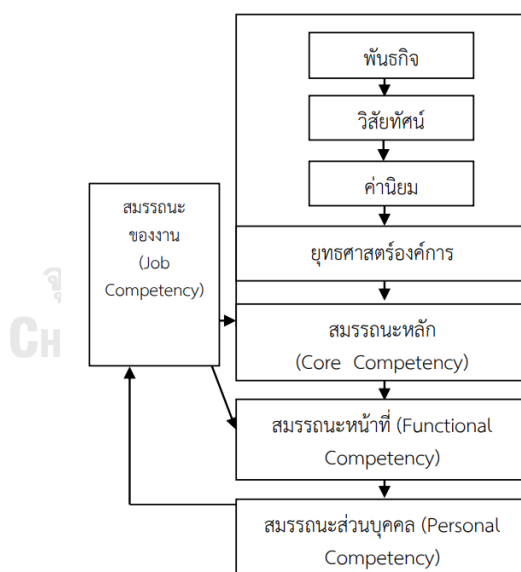 พันธกิจ
วิสัยทัศน์
ค่านิยม
ยุทธศาสตร์องค์การ
สมรรถนะ
ของงาน
(Job
Competency)
สมรรถนะหลัก
(Core Competency)
สมรรถนะหน้าที่ (Functional
Competency)
สมรรถนะส่วนบุคคล (Personal
Competency)
จุ
CH